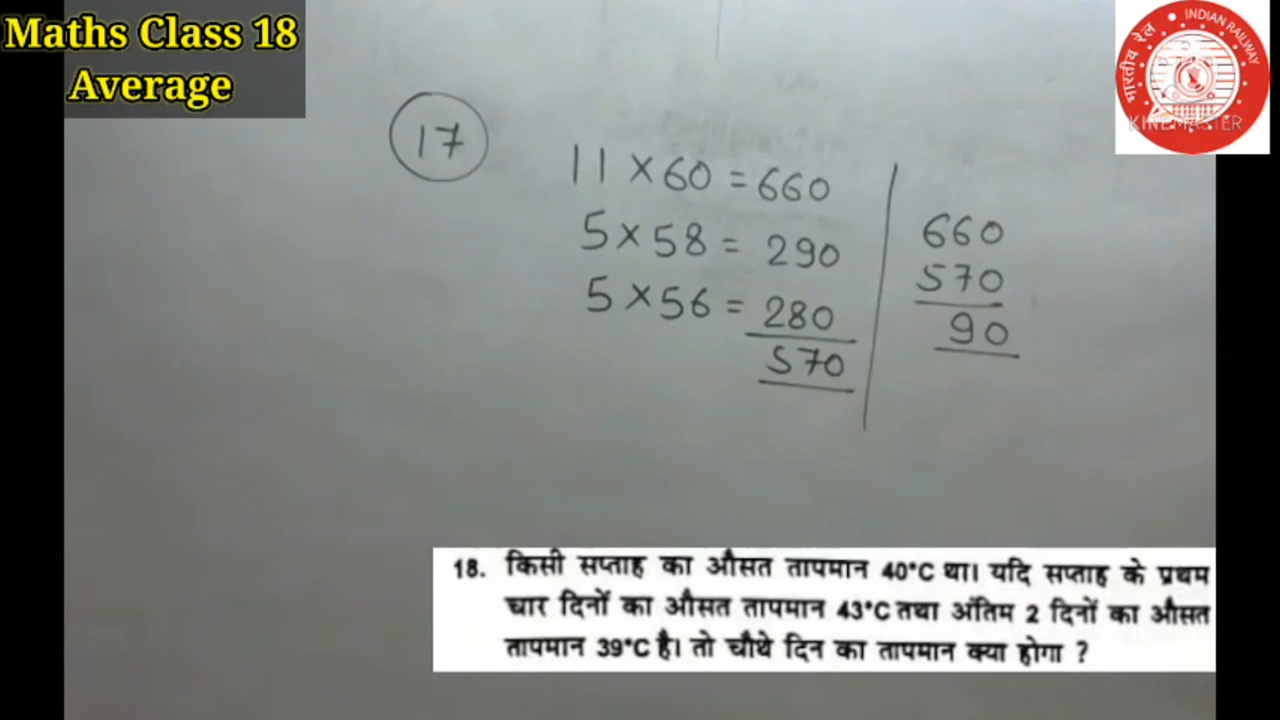 Maths Class 18
Average
भारतीय रेल
INDIAN RAILWAY
KINEMASTER
17
11 × 60 = 660
5 × 58 = 290
5 × 56 = 280
570
660
570
90
18. किसी सप्ताह का औसत तापमान 40°C था। यदि सप्ताह के प्रथम
चार दिनों का औसत तापमान 43°C तथा अंतिम 2 दिनों का औसत
तापमान 39°C है। तो चौथे दिन का तापमान क्या होगा ?